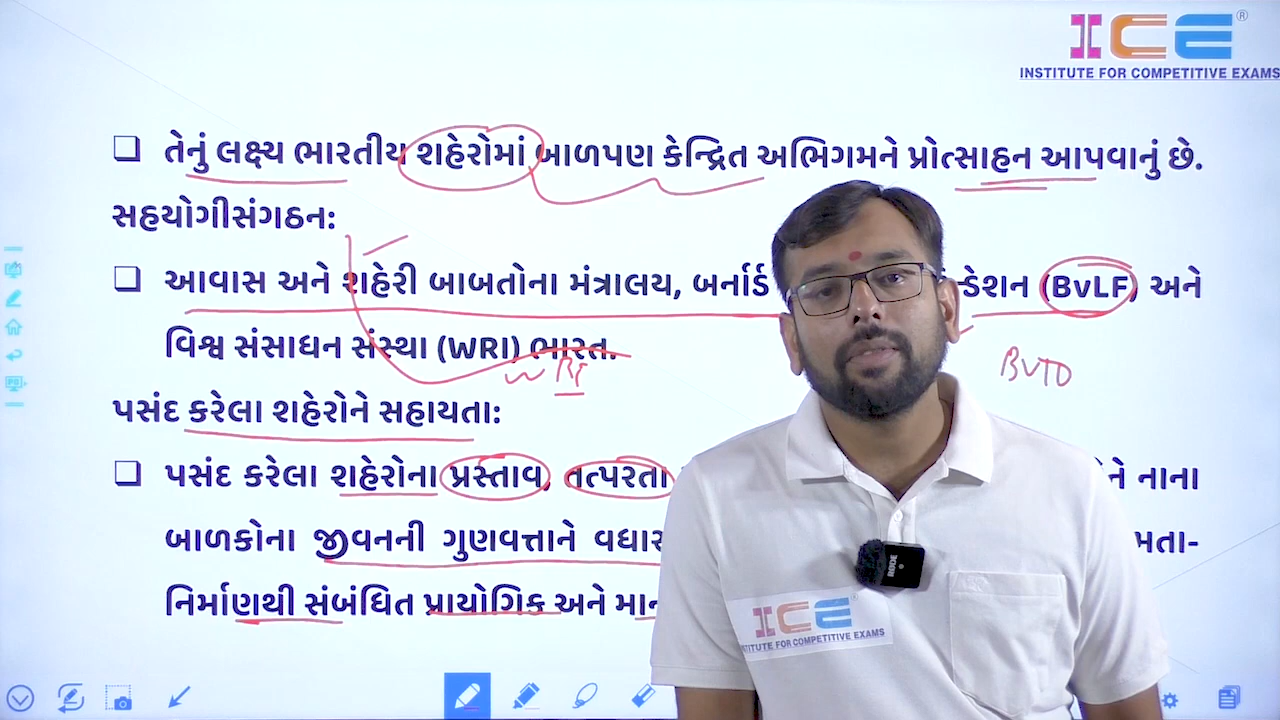 ICE®
INSTITUTE FOR COMPETITIVE EXAMS
તેનું લક્ષ્ય ભારતીય શહેરોમાં બાળપણ કેન્દ્રિત અભિગમને પ્રોત્સાહન આપવાનું છે.
સહયોગીસંગઠન:
આવાસ અને શહેરી બાબતોના મંત્રાલય, બર્નાર્ડ ન્ડેશન (BvLF) અને
વિશ્વ સંસાધન સંસ્થા (WRI) ભારત.
પસંદ કરેલા શહેરોને સહાયતા:
પસંદ કરેલા શહેરોના પ્રસ્તાવ, તત્પરતા ને નાના
બાળકોના જીવનની ગુણવત્તાને વધાર મતા-
નિર્માણથી સંબંધિત પ્રાયોગિક અને માન
ICE
INSTITUTE FOR COMPETITIVE EXAMS
RODE